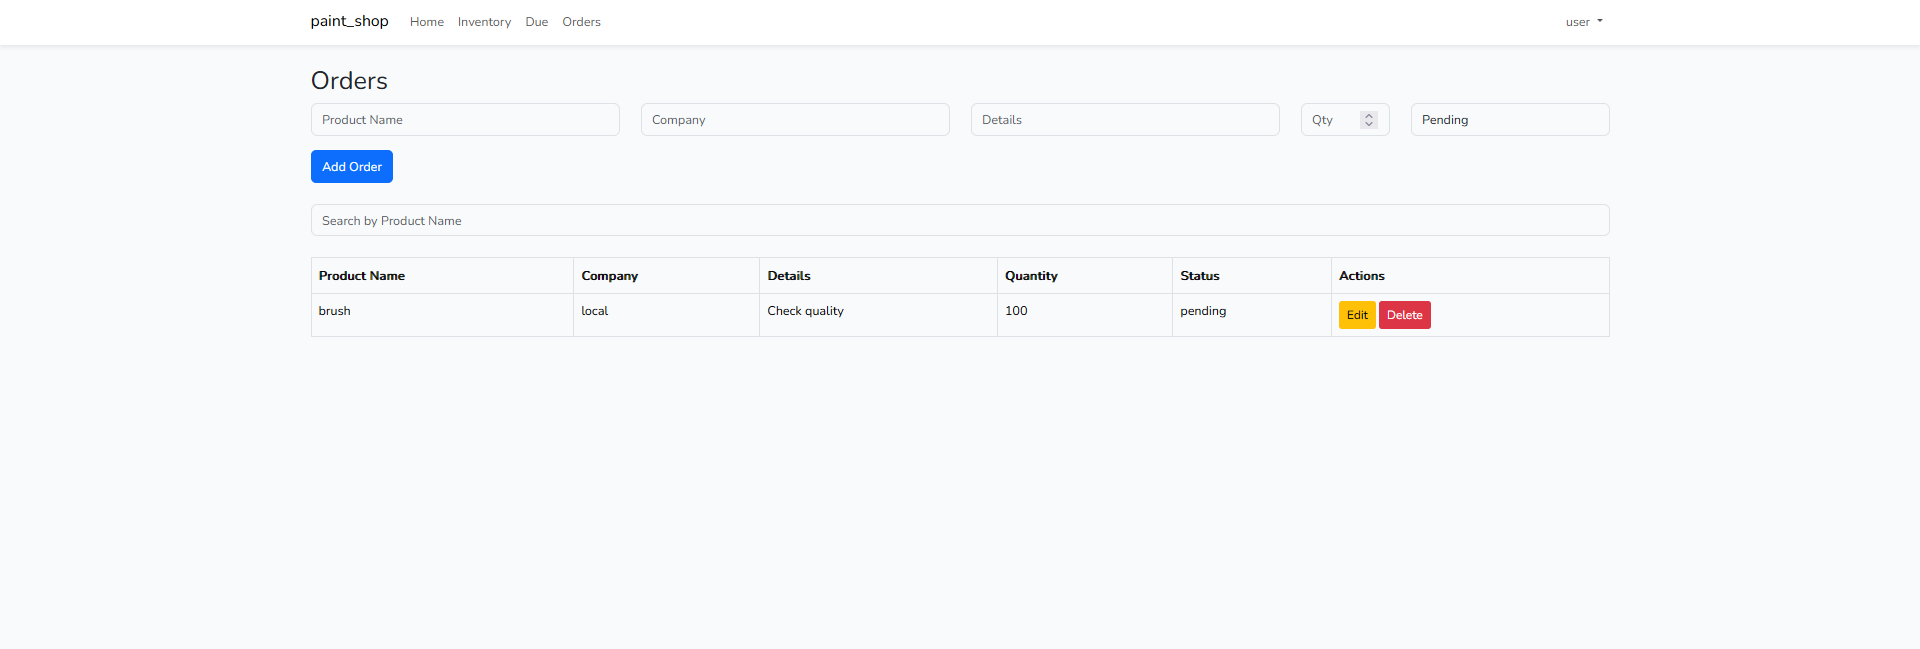 paint_shop Home Inventory Due Orders user
Orders
Product Name Company Details Qty Pending
Add Order
Search by Product Name
Product Name Company Details Quantity Status Actions
brush local Check quality 100 pending Edit Delete